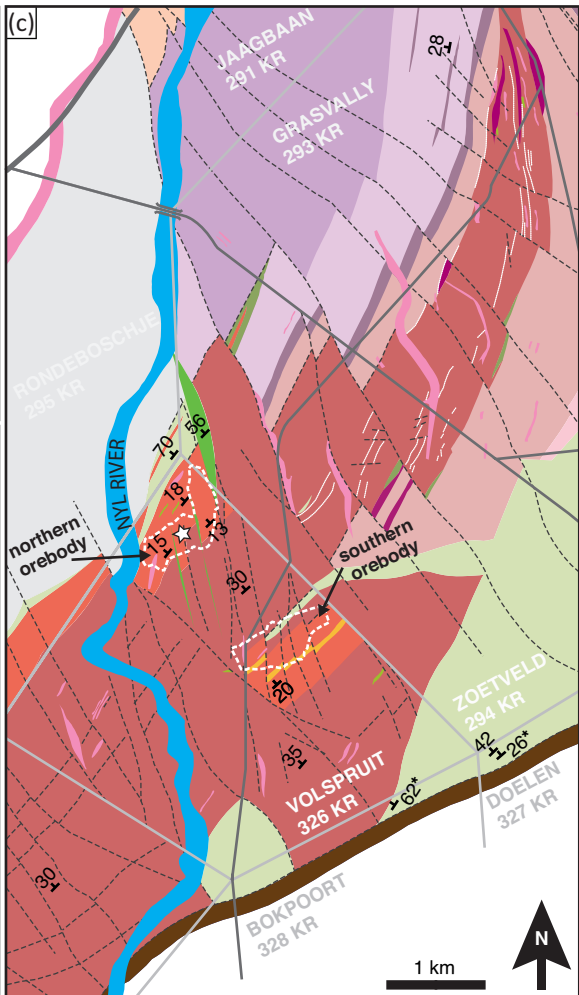 (c)
JAAGBAAN
291 KR
28
GRASVALLY
293 KR
RONDEBOSCHJE
295 KR
NYL RIVER
56
70
18
13
15
northern
orebody
southern
orebody
30
20
35
ZOETVELD
294 KR
42
26*
VOLSPRUIT
326 KR
62*
DOELEN
327 KR
30
BOKPOORT
328 KR
N
1 km